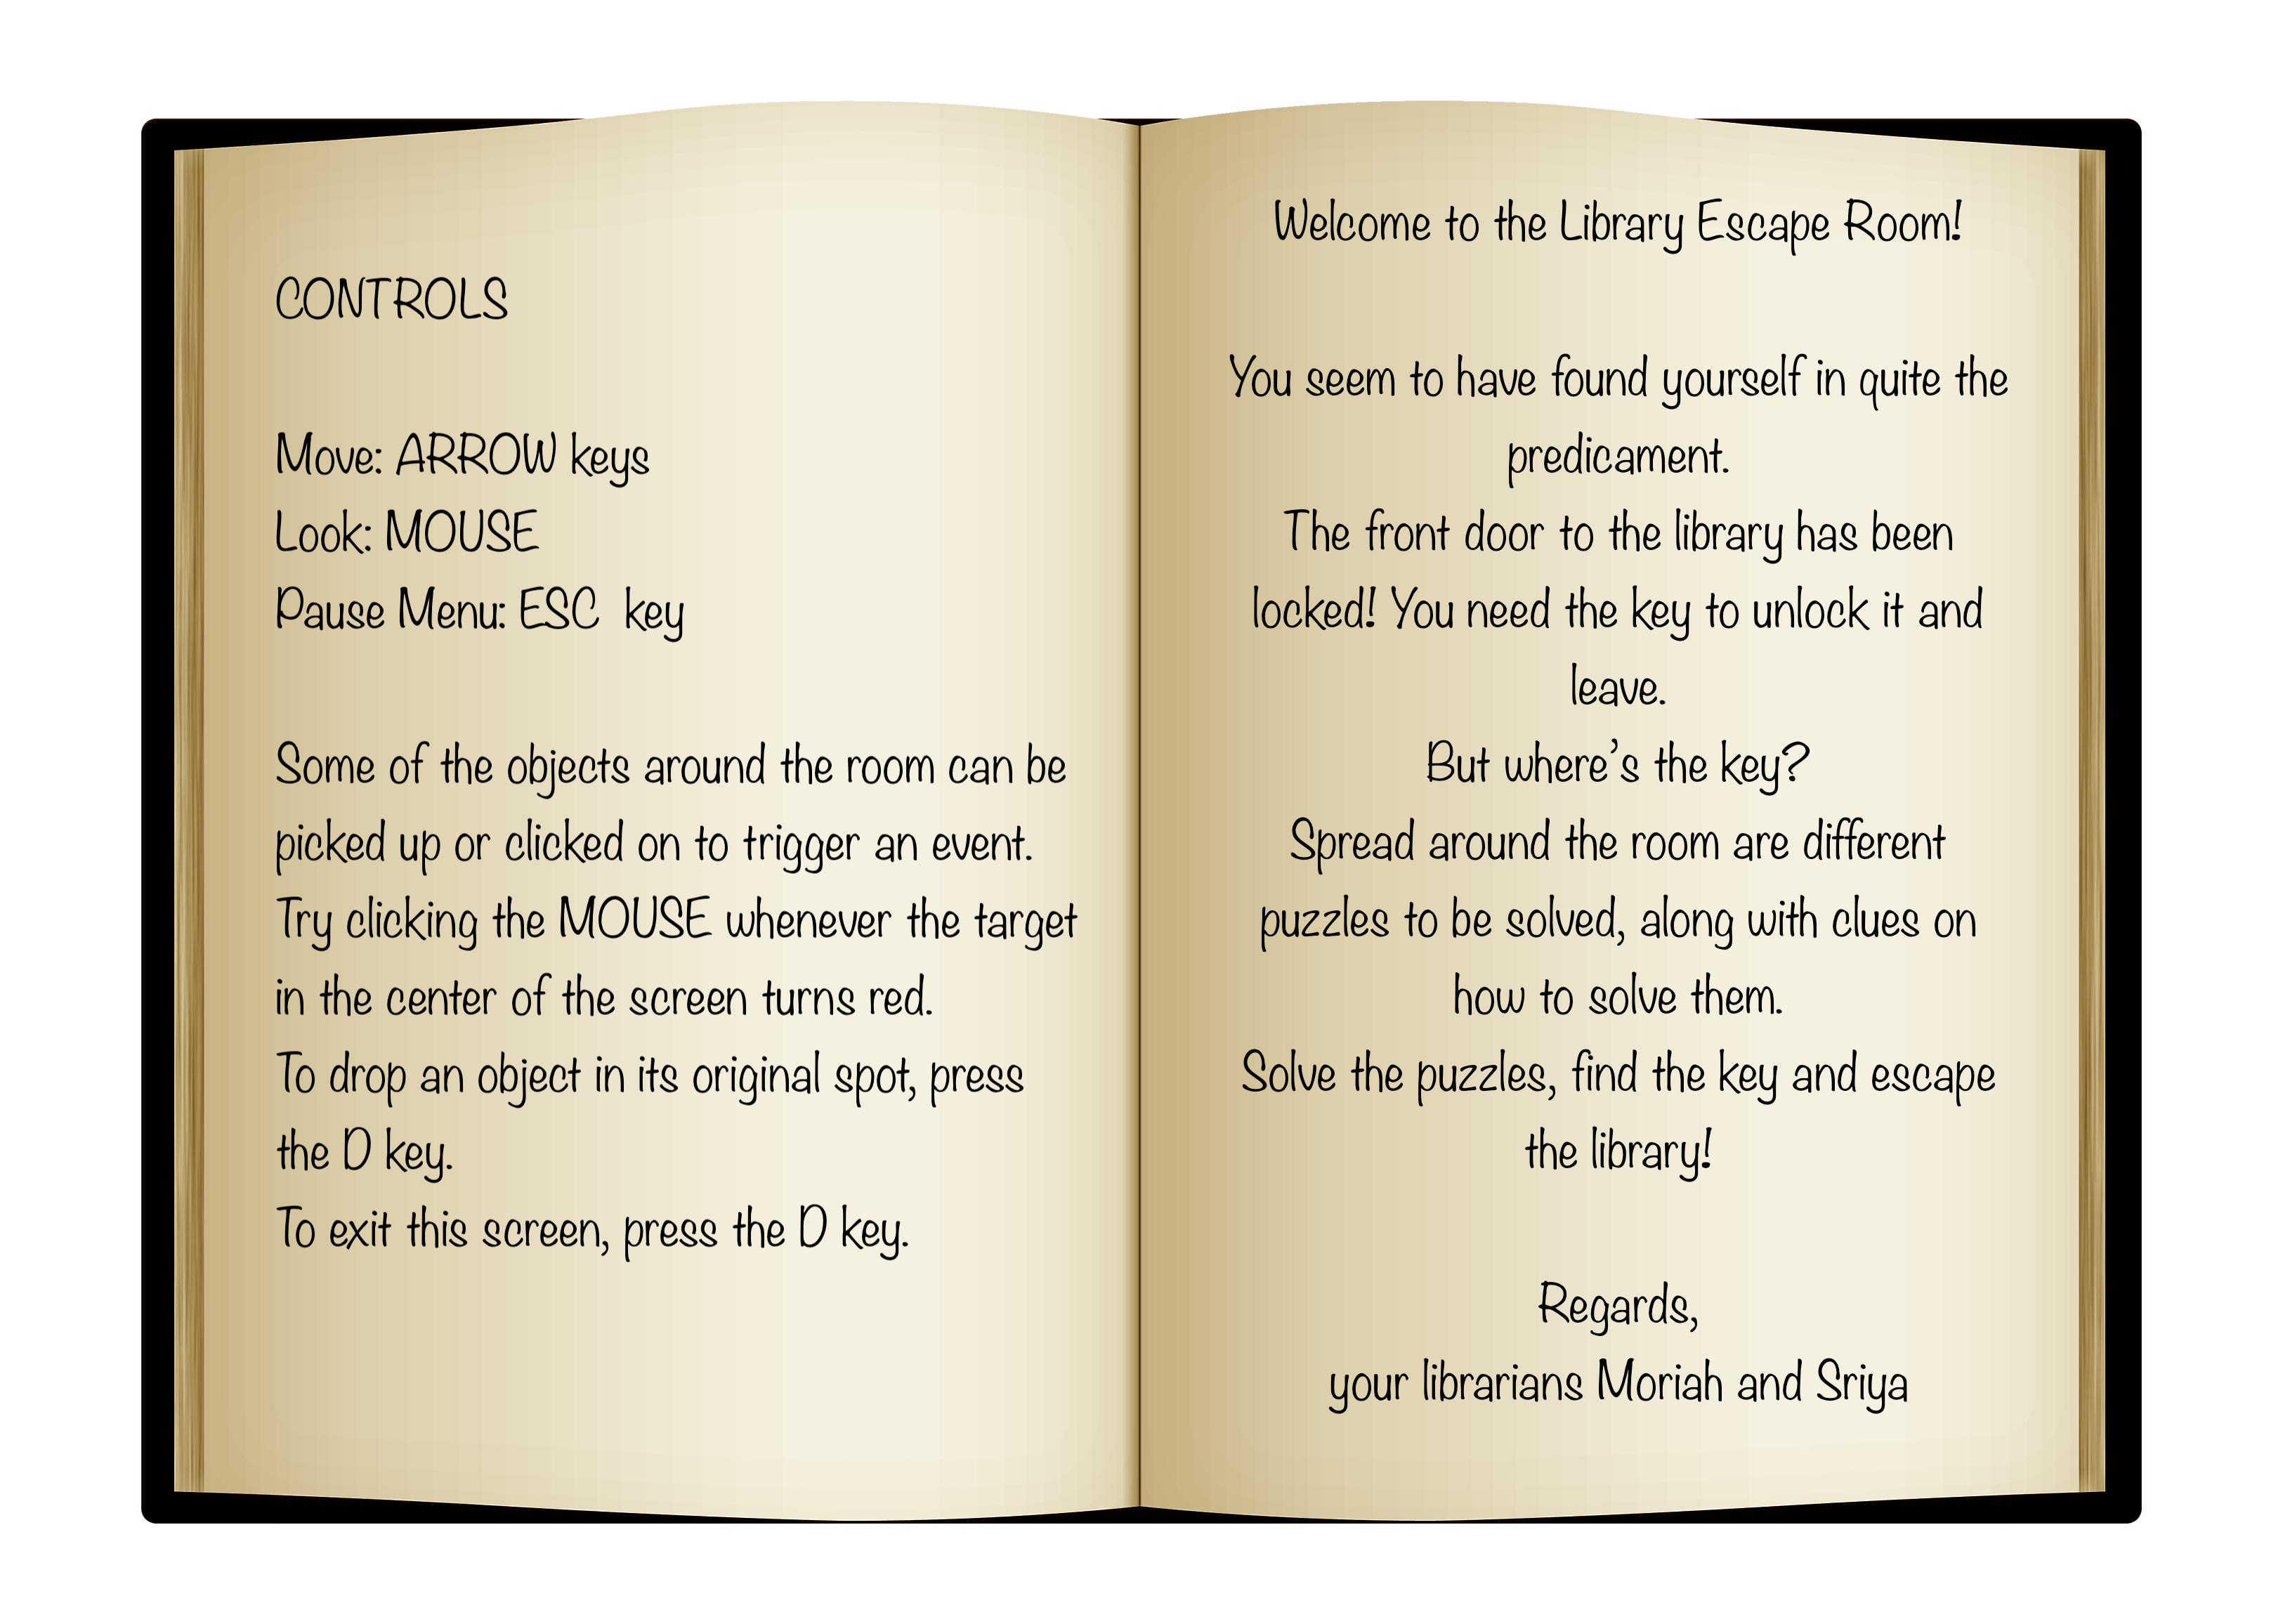 CONTROLS
Move: ARROW keys
Look: MOUSE
Pause Menu: ESC  key
Some of the objects around the room can be
picked up or clicked on to trigger an event.
Try clicking the MOUSE whenever the target
in the center of the screen turns red.
To drop an object in its original spot, press
the D key.
To exit this screen, press the D key.
Welcome to the Library Escape Room!
You seem to have found yourself in quite the
predicament.
The front door to the library has been
locked! You need the key to unlock it and
leave.
But where’s the key?
Spread around the room are different
puzzles to be solved, along with clues on
how to solve them.
Solve the puzzles, find the key and escape
the library!
Regards,
your librarians Moriah and Sriya